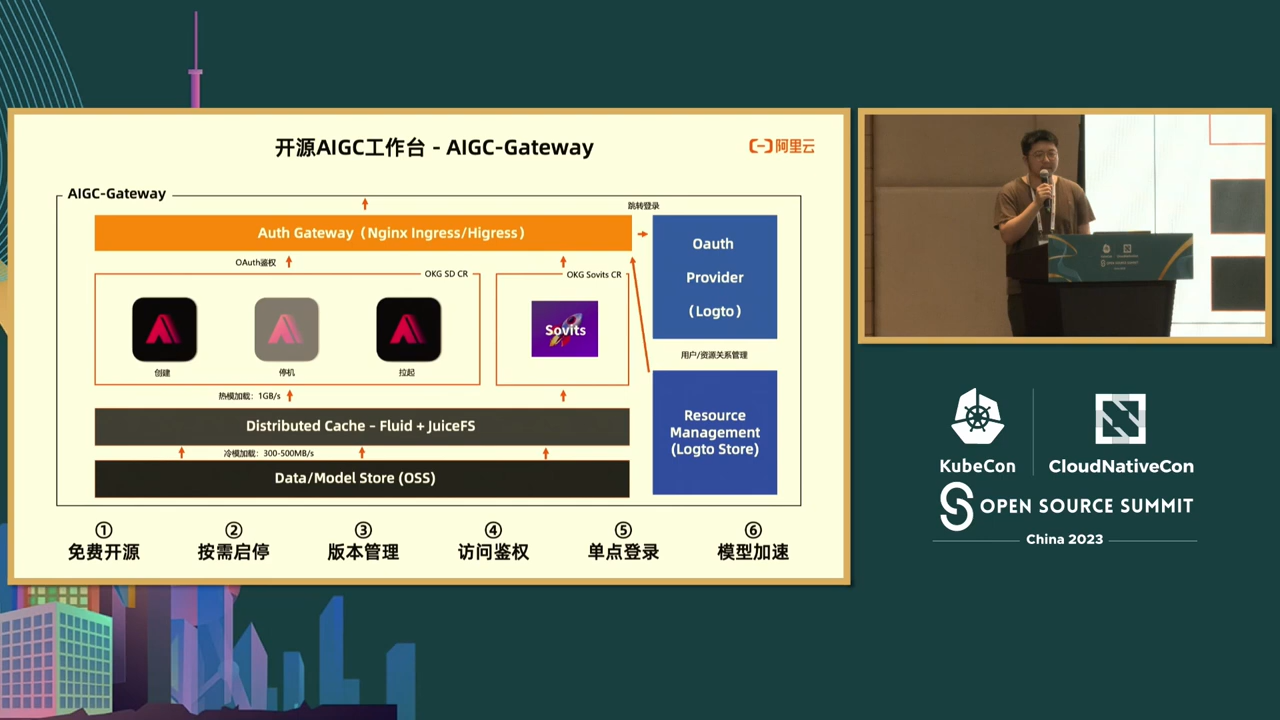 开源AIGC工作台 - AIGC-Gateway
阿里云
AIGC-Gateway
跳转登录
Auth Gateway（Nginx Ingress/Higress）
Oauth
Provider
（Logto）
OAuth鉴权
OKG SD CR
OKG Sovits CR
Sovits
创建
停机
拉起
用户/资源关系管理
热模加载：1GB/s
Distributed Cache – Fluid + JuiceFS
Resource
Management
(Logto Store)
冷模加载：300-500MB/s
Data/Model Store (OSS)
① 
免费开源
②
按需启停
③
版本管理
④
访问鉴权
⑤
单点登录
⑥
模型加速
KubeCon
CloudNativeCon
OPEN SOURCE SUMMIT
China 2023
OPEN SOURCE SUMMIT